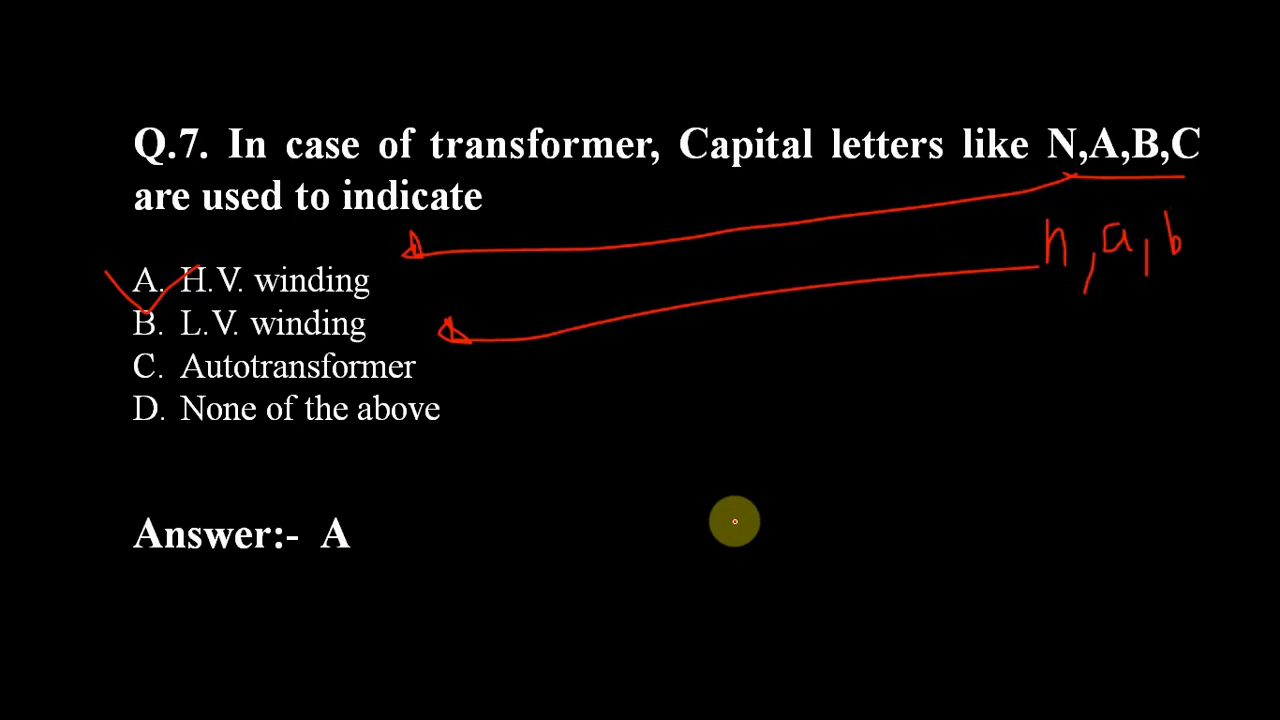 Q.7. In case of transformer, Capital letters like N,A,B,C
are used to indicate
n, a, b
A. H.V. winding
B. L.V. winding
C. Autotransformer
D. None of the above
Answer:- A